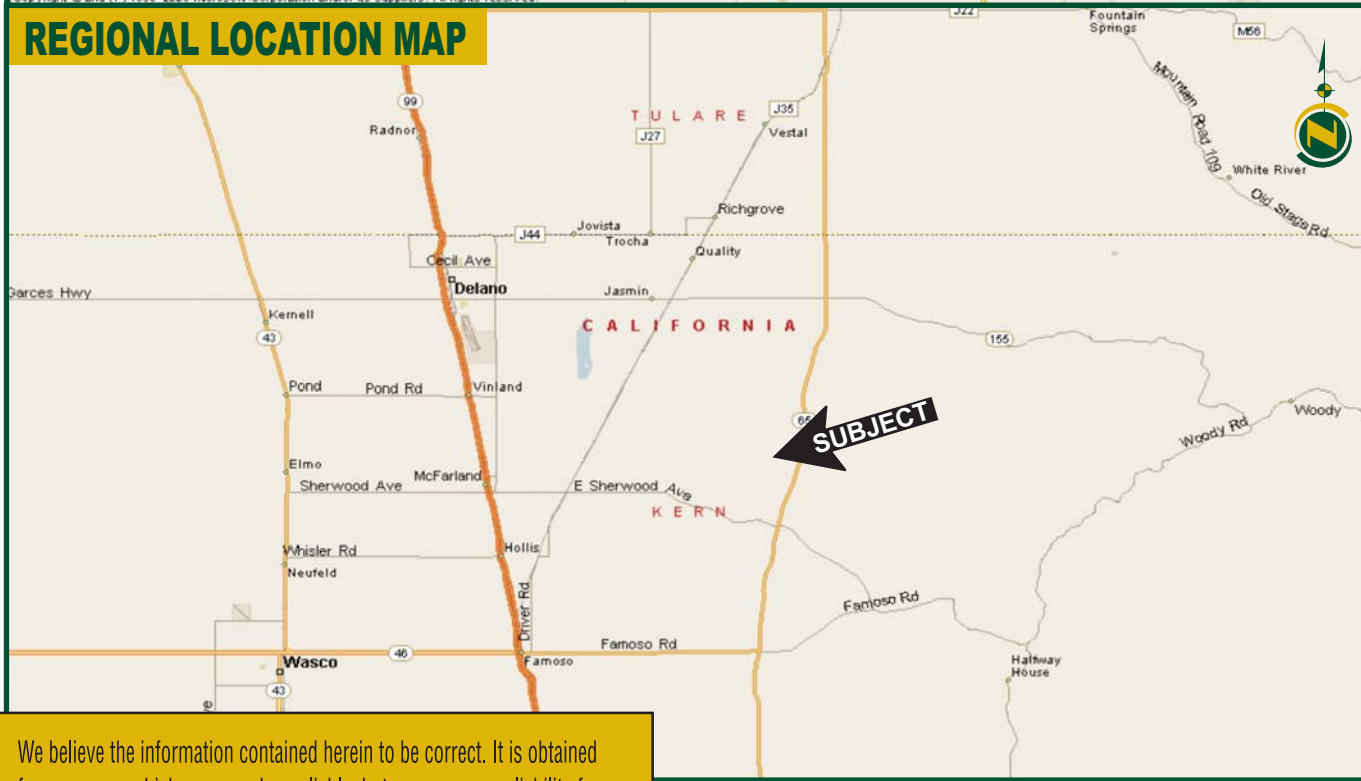 REGIONAL LOCATION MAP
J22
Fountain
Springs
M56
99
Radnor
TULARE
J35
J27
Vestal
Mountain Road 109
N
White River
Old Stage Rd
Richgrove
Jovista
J44
Trocha
Quality
Cecil Ave
Delano
Garces Hwy
Jasmin
Kernell
CALIFORNIA
43
155
Pond
Pond Rd
Vinland
65
SUBJECT
Woody
Woody Rd
Elmo
McFarland
Sherwood Ave
E Sherwood Ave
KERN
Whisler Rd
Hollis
Neufeld
Driver Rd
Famoso Rd
Famoso Rd
46
Wasco
Famoso
Halfway
House
43
We believe the information contained herein to be correct. It is obtained